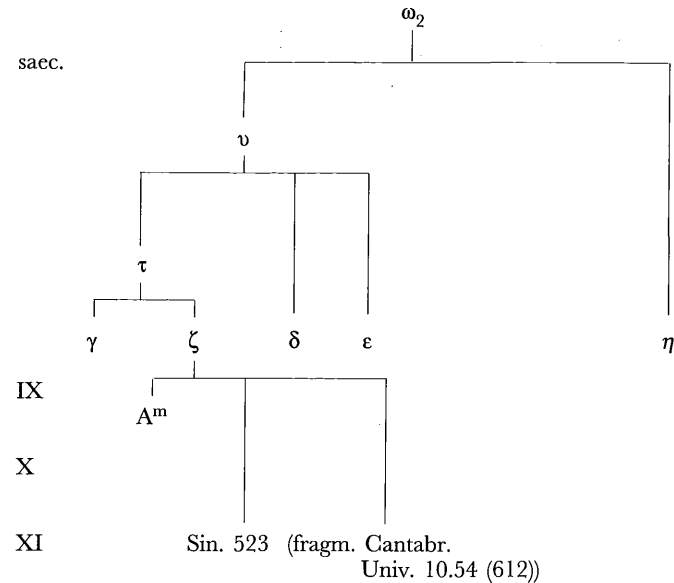 ω₂
saec.
υ
τ
γ ζ δ ε η
IX
Aᵐ
X
XI Sin. 523 (fragm. Cantabr.
Univ. 10.54 (612))